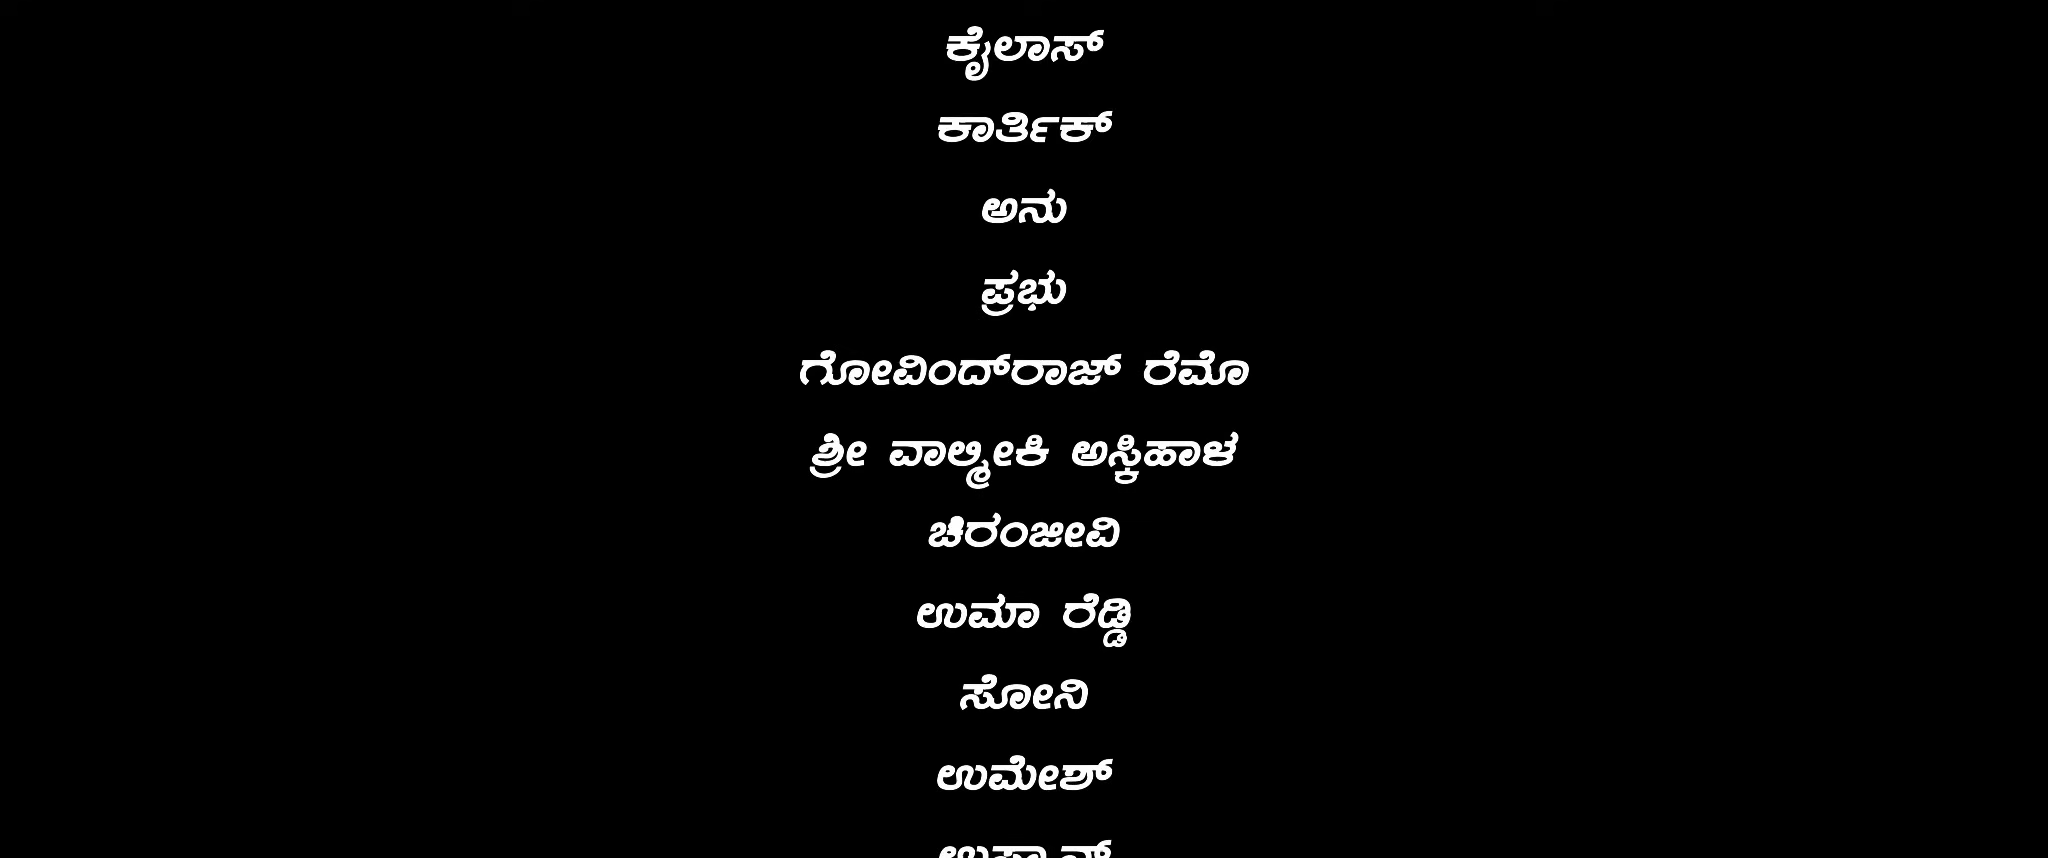 ಕೈಲಾಸ್
ಕಾರ್ತಿಕ್
ಅನು
ಪ್ರಭು
ಗೋವಿಂದ್‌ರಾಜ್ ರೆಮೊ
ಶ್ರೀ ವಾಲ್ಮೀಕಿ ಅಸ್ಕಿಹಾಳ
ಚಿರಂಜೀವಿ
ಉಮಾ ರೆಡ್ಡಿ
ಸೋನಿ
ಉಮೇಶ್